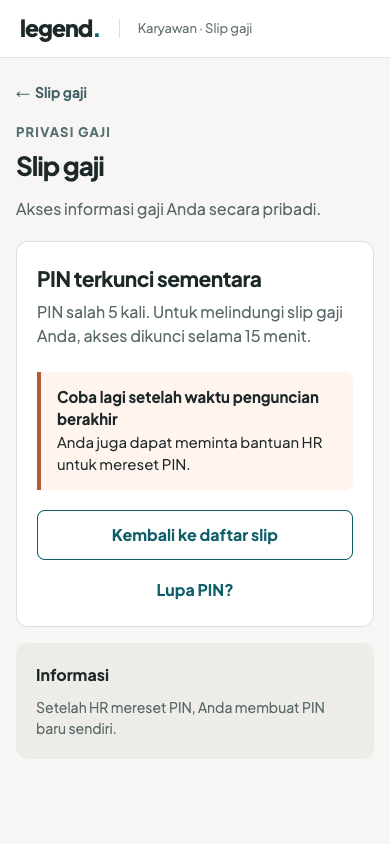 legend.
Karyawan · Slip gaji
← Slip gaji
PRIVASI GAJI
Slip gaji
Akses informasi gaji Anda secara pribadi.
PIN terkunci sementara
PIN salah 5 kali. Untuk melindungi slip gaji
Anda, akses dikunci selama 15 menit.
Coba lagi setelah waktu penguncian
berakhir
Anda juga dapat meminta bantuan HR
untuk mereset PIN.
Kembali ke daftar slip
Lupa PIN?
Informasi
Setelah HR mereset PIN, Anda membuat PIN
baru sendiri.